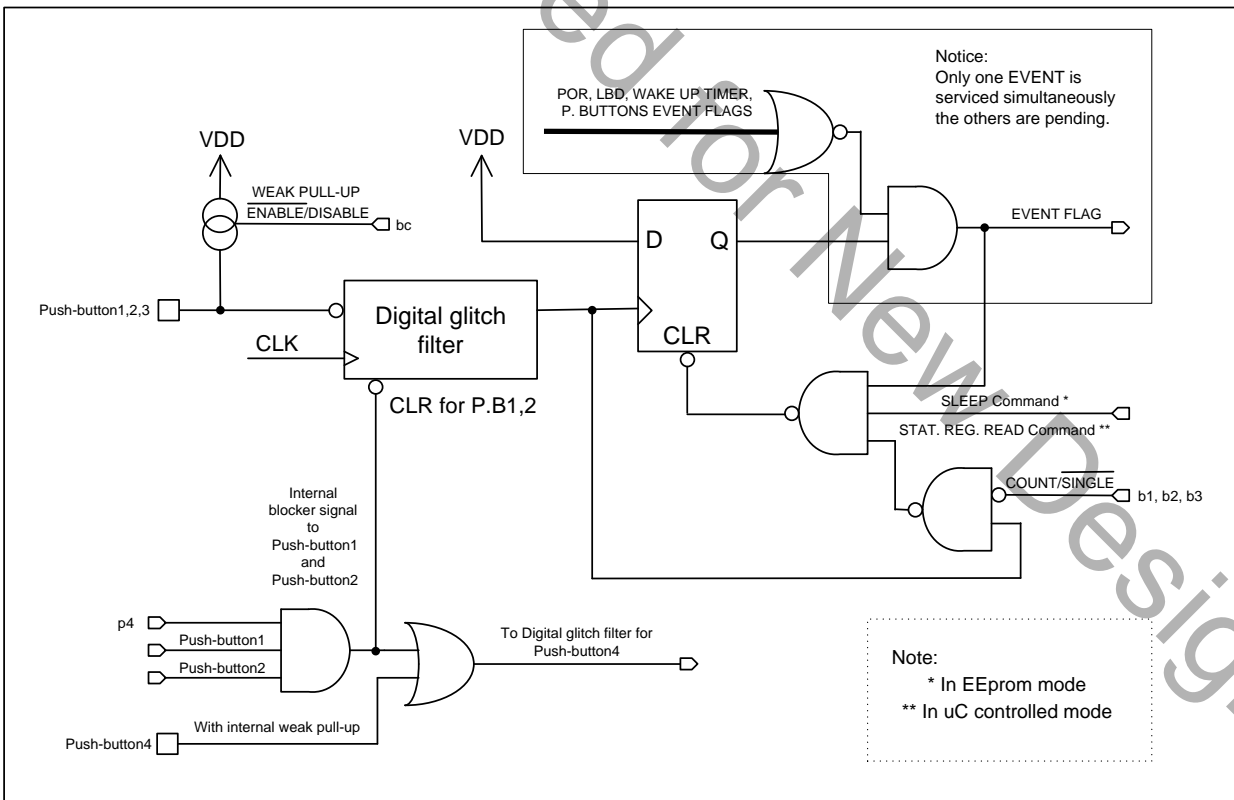 POR, LBD, WAKE UP TIMER,
P. BUTTONS EVENT FLAGS
Notice:
Only one EVENT is
serviced simultaneously
the others are pending.
VDD
VDD
WEAK PULL-UP
ENABLE/DISABLE
bc
D
Q
CLR
EVENT FLAG
Push-button1,2,3
Digital glitch
filter
CLK
CLR for P.B1,2
SLEEP Command *
STAT. REG. READ Command **
COUNT/SINGLE
b1, b2, b3
Internal
blocker signal
to
Push-button1
and
Push-button2
p4
Push-button1
Push-button2
To Digital glitch filter for
Push-button4
With internal weak pull-up
Push-button4
Note:
* In EEprom mode
** In uC controlled mode
ed for New Desig